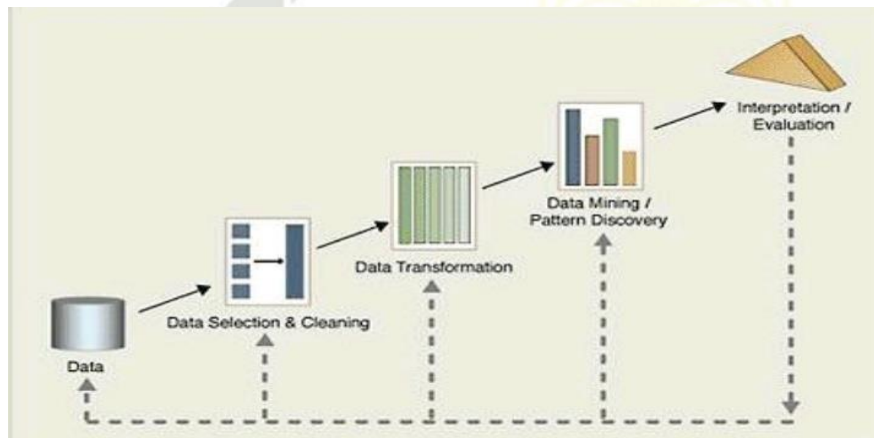 Interpretation /
Evaluation
Data Mining /
Pattern Discovery
Data Transformation
Data Selection & Cleaning
Data